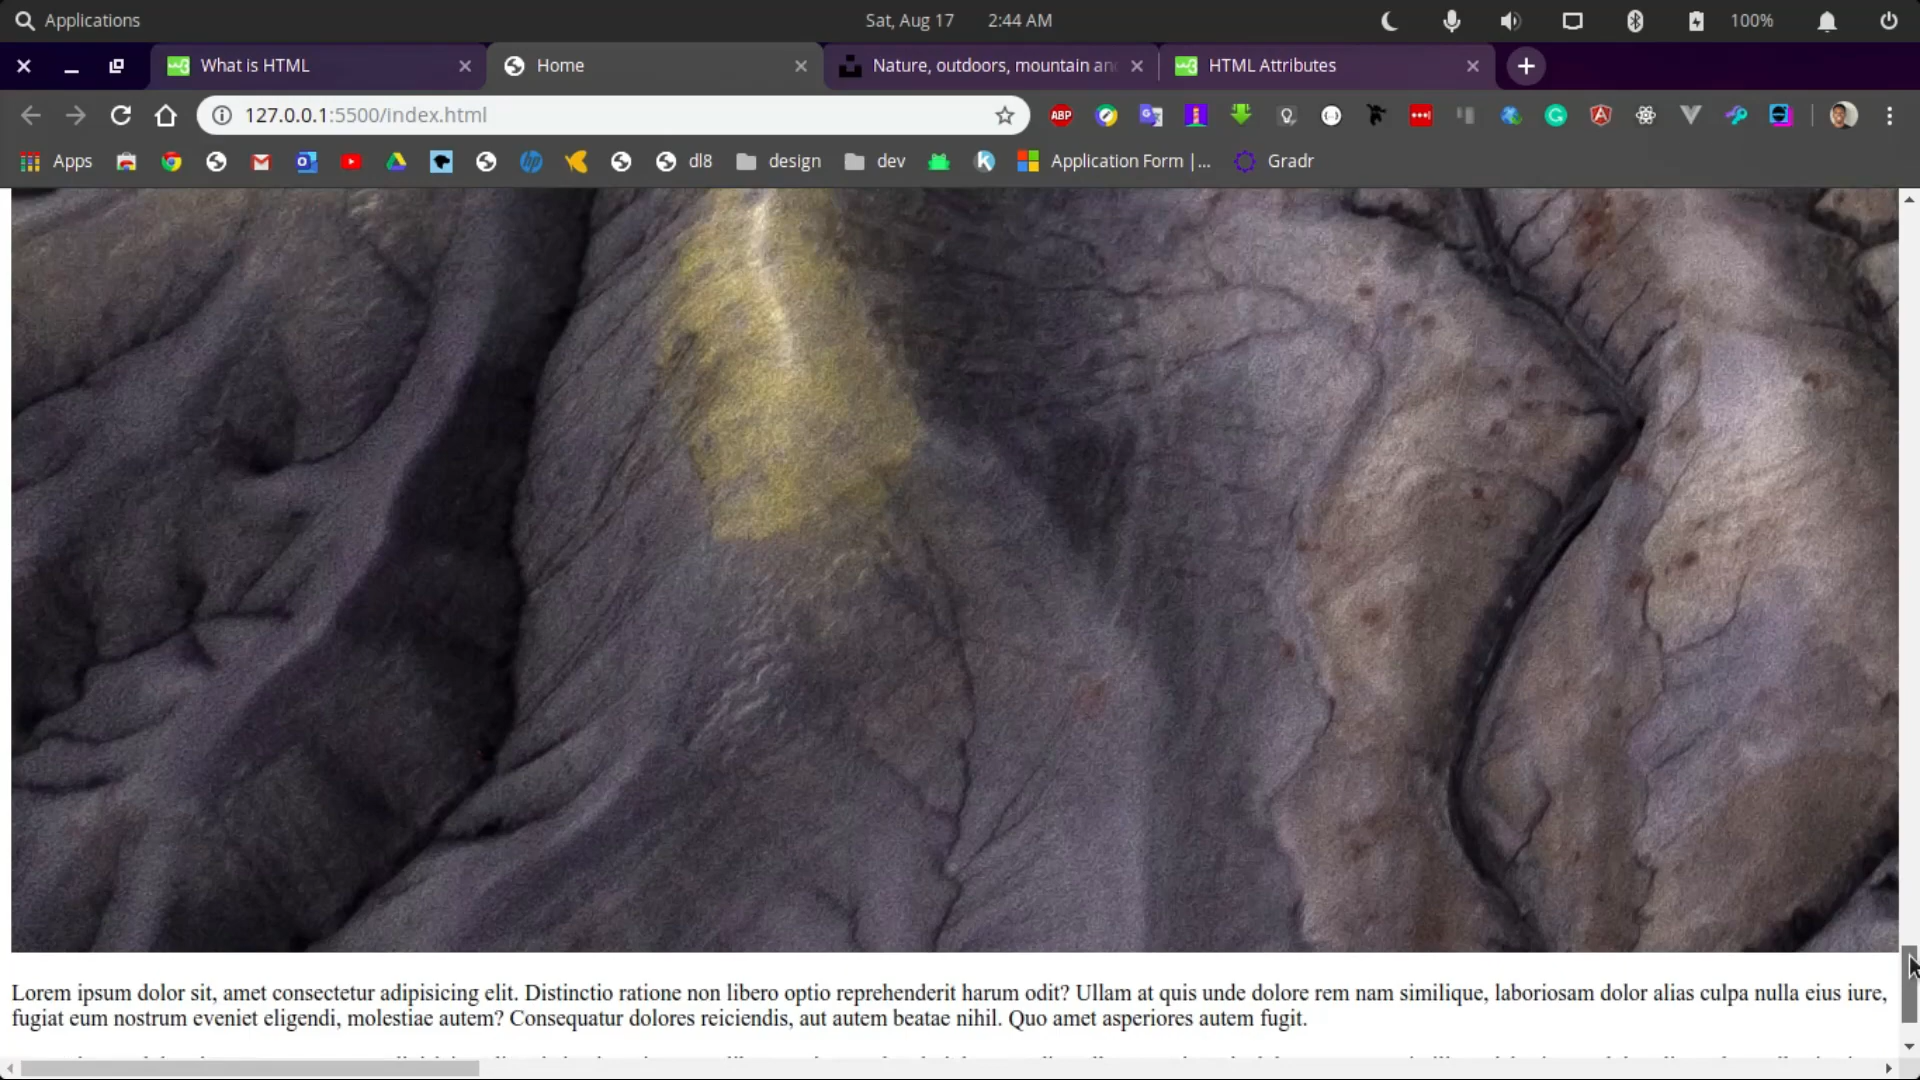 Applications
Sat, Aug 17 2:44 AM
100%
What is HTML
Home
Nature, outdoors, mountain
HTML Attributes
127.0.0.1:5500/index.html
ABP
Apps
dl8
design
dev
Application Form |...
Gradr
Lorem ipsum dolor sit, amet consectetur adipisicing elit. Distinctio ratione non libero optio reprehenderit harum odit? Ullam at quis unde dolore rem nam similique, laboriosam dolor alias culpa nulla eius iure,
fugiat eum nostrum eveniet eligendi, molestiae autem? Consequatur dolores reiciendis, aut autem beatae nihil. Quo amet asperiores autem fugit.